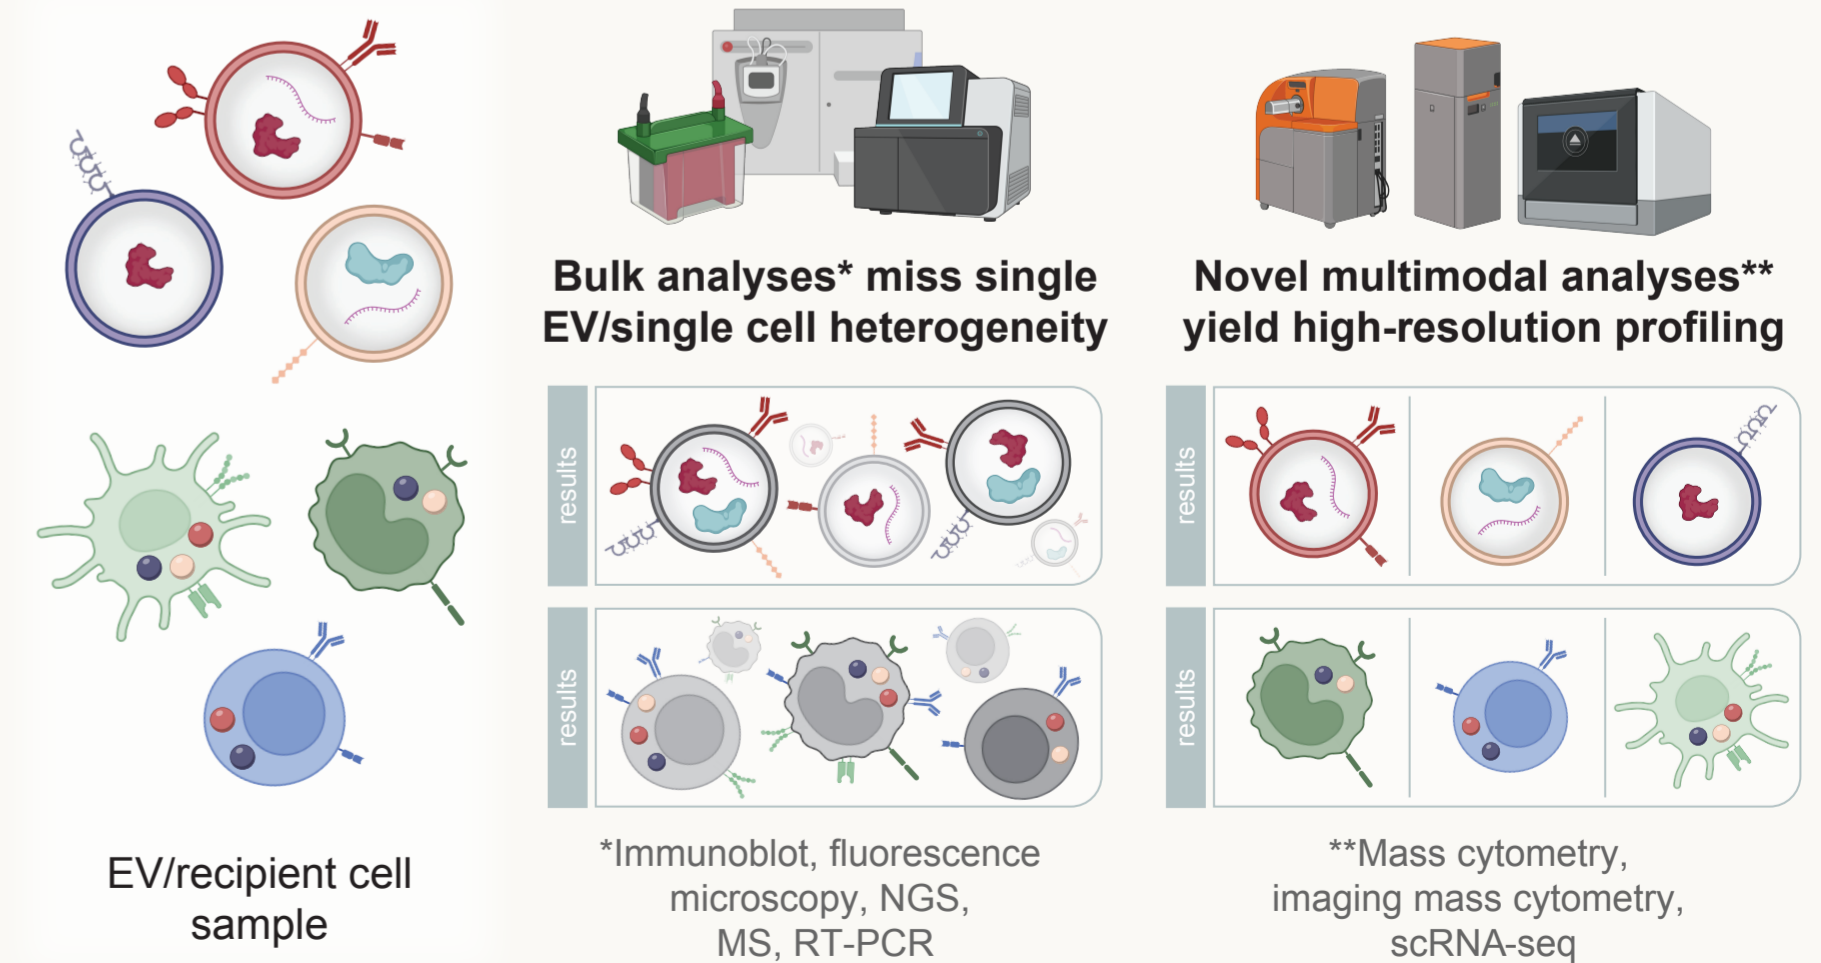 Bulk analyses* miss single
EV/single cell heterogeneity
Novel multimodal analyses**
yield high-resolution profiling
results
results
results
results
EV/recipient cell
sample
*Immunoblot, fluorescence
microscopy, NGS,
MS, RT-PCR
**Mass cytometry,
imaging mass cytometry,
scRNA-seq